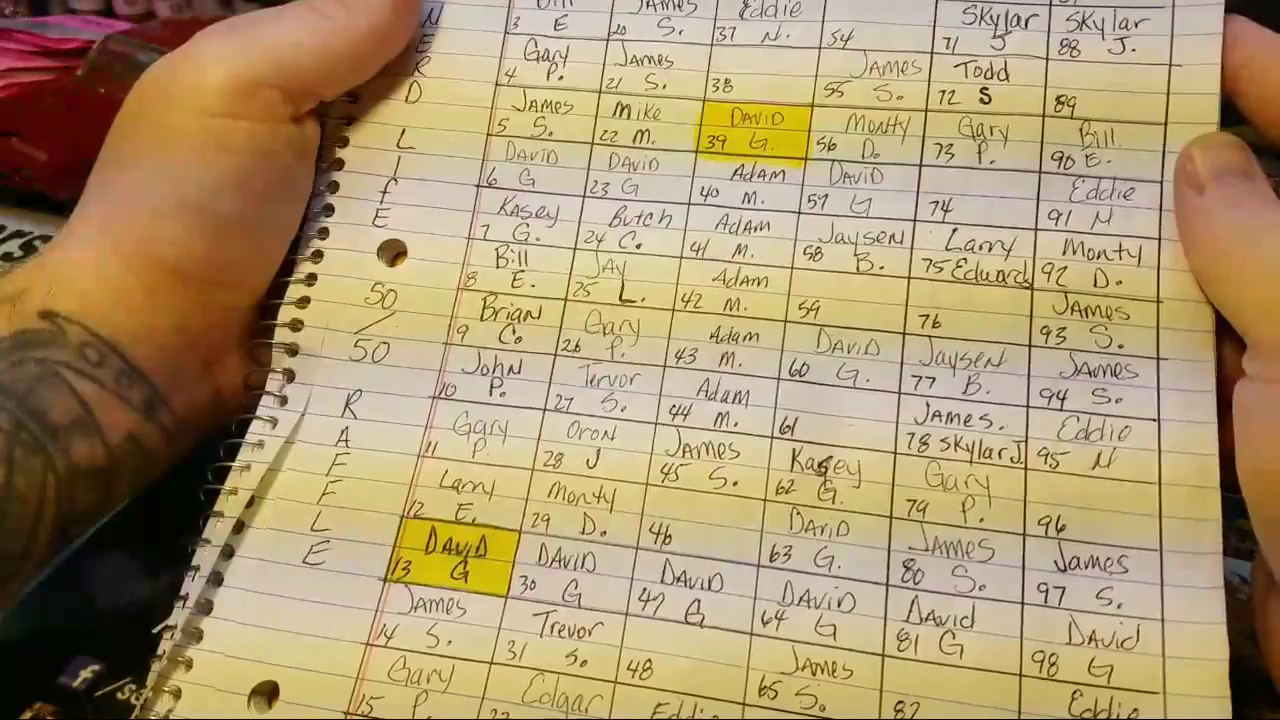 N
E
R
D
L
I
f
E
50
/
50
R
A
F
F
L
E
3 E
Gary
4 P.
James
5 S.
David
6 G
Kasey
7 G.
Bill
8 E.
Brian
9 C.
John
10 P.
Gary
11 P.
Larry
12 E.
David
13 G
James
14 S.
Gary
15 P.
James
20 S.
James
21 S.
Mike
22 M.
David
23 G
Butch
24 C.
Jay
25 L.
Gary
26 P.
Tervor
27 S.
Oron
28 J
Monty
29 D.
David
30 G
Trevor
31 S.
Edgar
Eddie
37 N.
38
David
39 G.
Adam
40 M.
Adam
41 M.
Adam
42 M.
Adam
43 M.
Adam
44 M.
James
45 S.
46
David
47 G
48
Eddie
54
James
55 S.
Monty
56 D.
David
57 G
Jaysen
58 B.
59
David
60 G.
61
Kasey
62 G.
David
63 G.
David
64 G
James
65 S.
Skylar
71 J
Todd
72 S
Gary
73 P.
74
Larry
75 Edward
76
Jaysen
77 B.
James.
78 Skylar J.
Gary
79 P.
James
80 S.
David
81 G
82
Skylar
88 J.
89
Bill
90 E.
Eddie
91 N
Monty
92 D.
James
93 S.
James
94 S.
Eddie
95 N
96
James
97 S.
David
98 G
Eddie